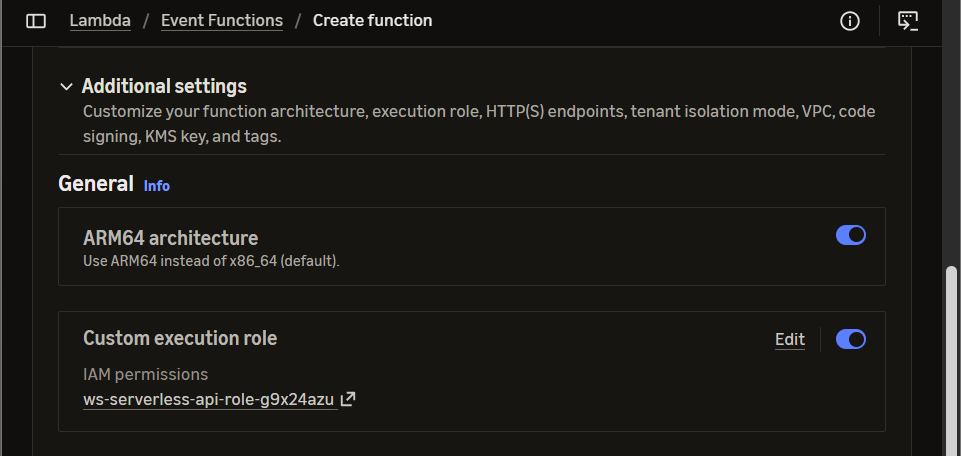 Lambda / Event Functions / Create function
Additional settings
Customize your function architecture, execution role, HTTP(S) endpoints, tenant isolation mode, VPC, code
signing, KMS key, and tags.
General Info
ARM64 architecture
Use ARM64 instead of x86_64 (default).
Custom execution role Edit
IAM permissions
ws-serverless-api-role-g9x24azu